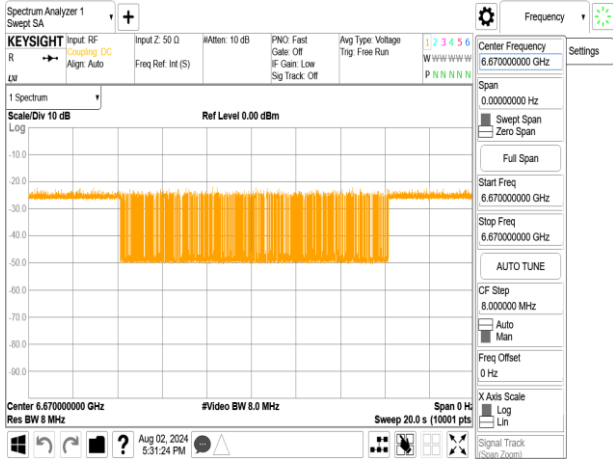 Spectrum Analyzer 1
Swept SA
+
Frequency
KEYSIGHT
R
LXI
Input: RF
Coupling: DC
Align: Auto
Input Z: 50 Ω
Freq Ref: Int (S)
#Atten: 10 dB
PNO: Fast
Gate: Off
IF Gain: Low
Sig Track: Off
Avg Type: Voltage
Trig: Free Run
1 2 3 4 5 6
W W W W W W
P N N N N N
Center Frequency
6.670000000 GHz
Settings
Span
0.00000000 Hz
Swept Span
Zero Span
Full Span
Start Freq
6.670000000 GHz
Stop Freq
6.670000000 GHz
AUTO TUNE
CF Step
8.000000 MHz
Auto
Man
Freq Offset
0 Hz
X Axis Scale
Log
Lin
Signal Track
(Span Zoom)
1 Spectrum
Scale/Div 10 dB
Ref Level 0.00 dBm
Log
-10.0
-20.0
-30.0
-40.0
-50.0
-60.0
-70.0
-80.0
-90.0
Center 6.670000000 GHz
#Video BW 8.0 MHz
Span 0 Hz
Res BW 8 MHz
Sweep 20.0 s (10001 pts
?
Aug 02, 2024
5:31:24 PM